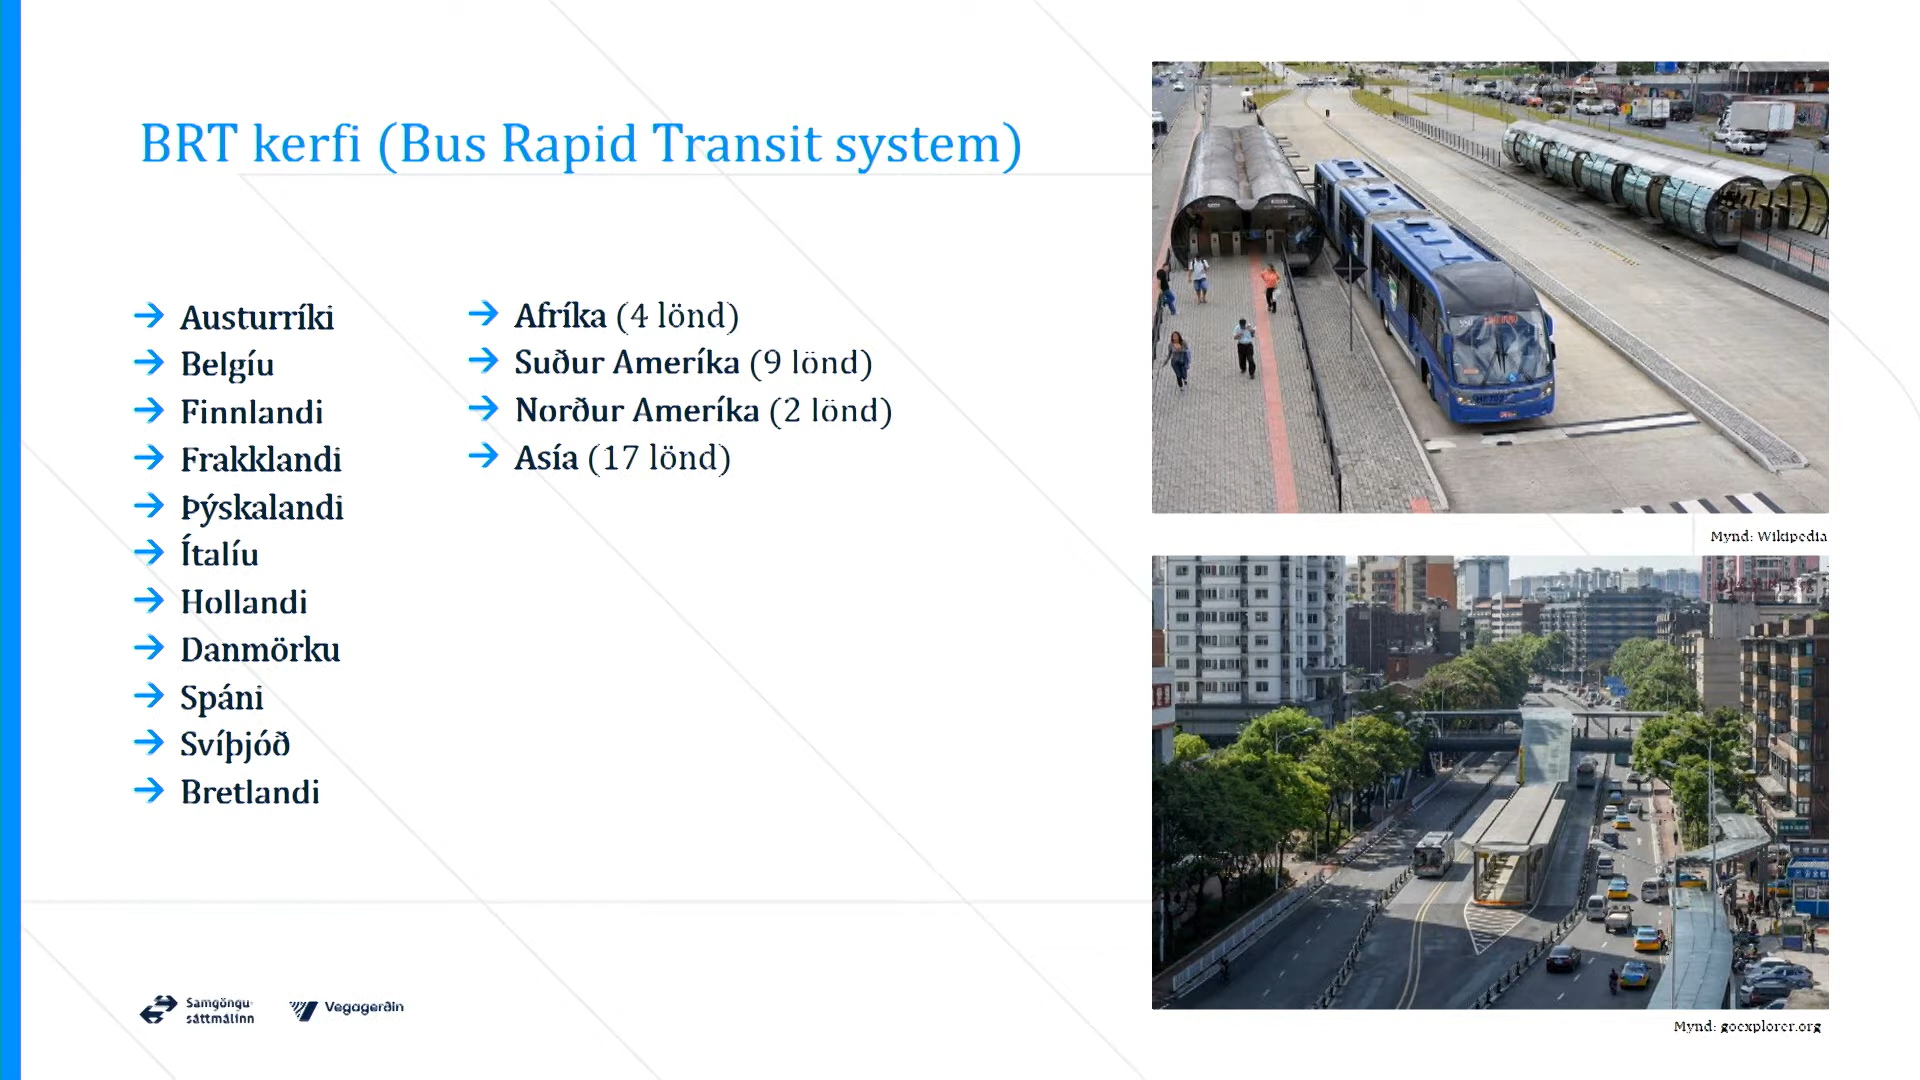 BRT kerfi (Bus Rapid Transit system)
Austurríki
Belgíu
Finnlandi
Frakklandi
Þýskalandi
Ítalíu
Hollandi
Danmörku
Spáni
Svíþjóð
Bretlandi
Afríka (4 lönd)
Suður Ameríka (9 lönd)
Norður Ameríka (2 lönd)
Asía (17 lönd)
Mynd: Wikipedia
Mynd: goexplorer.org
Samgöngu-
sáttmálinn
Vegagerðin